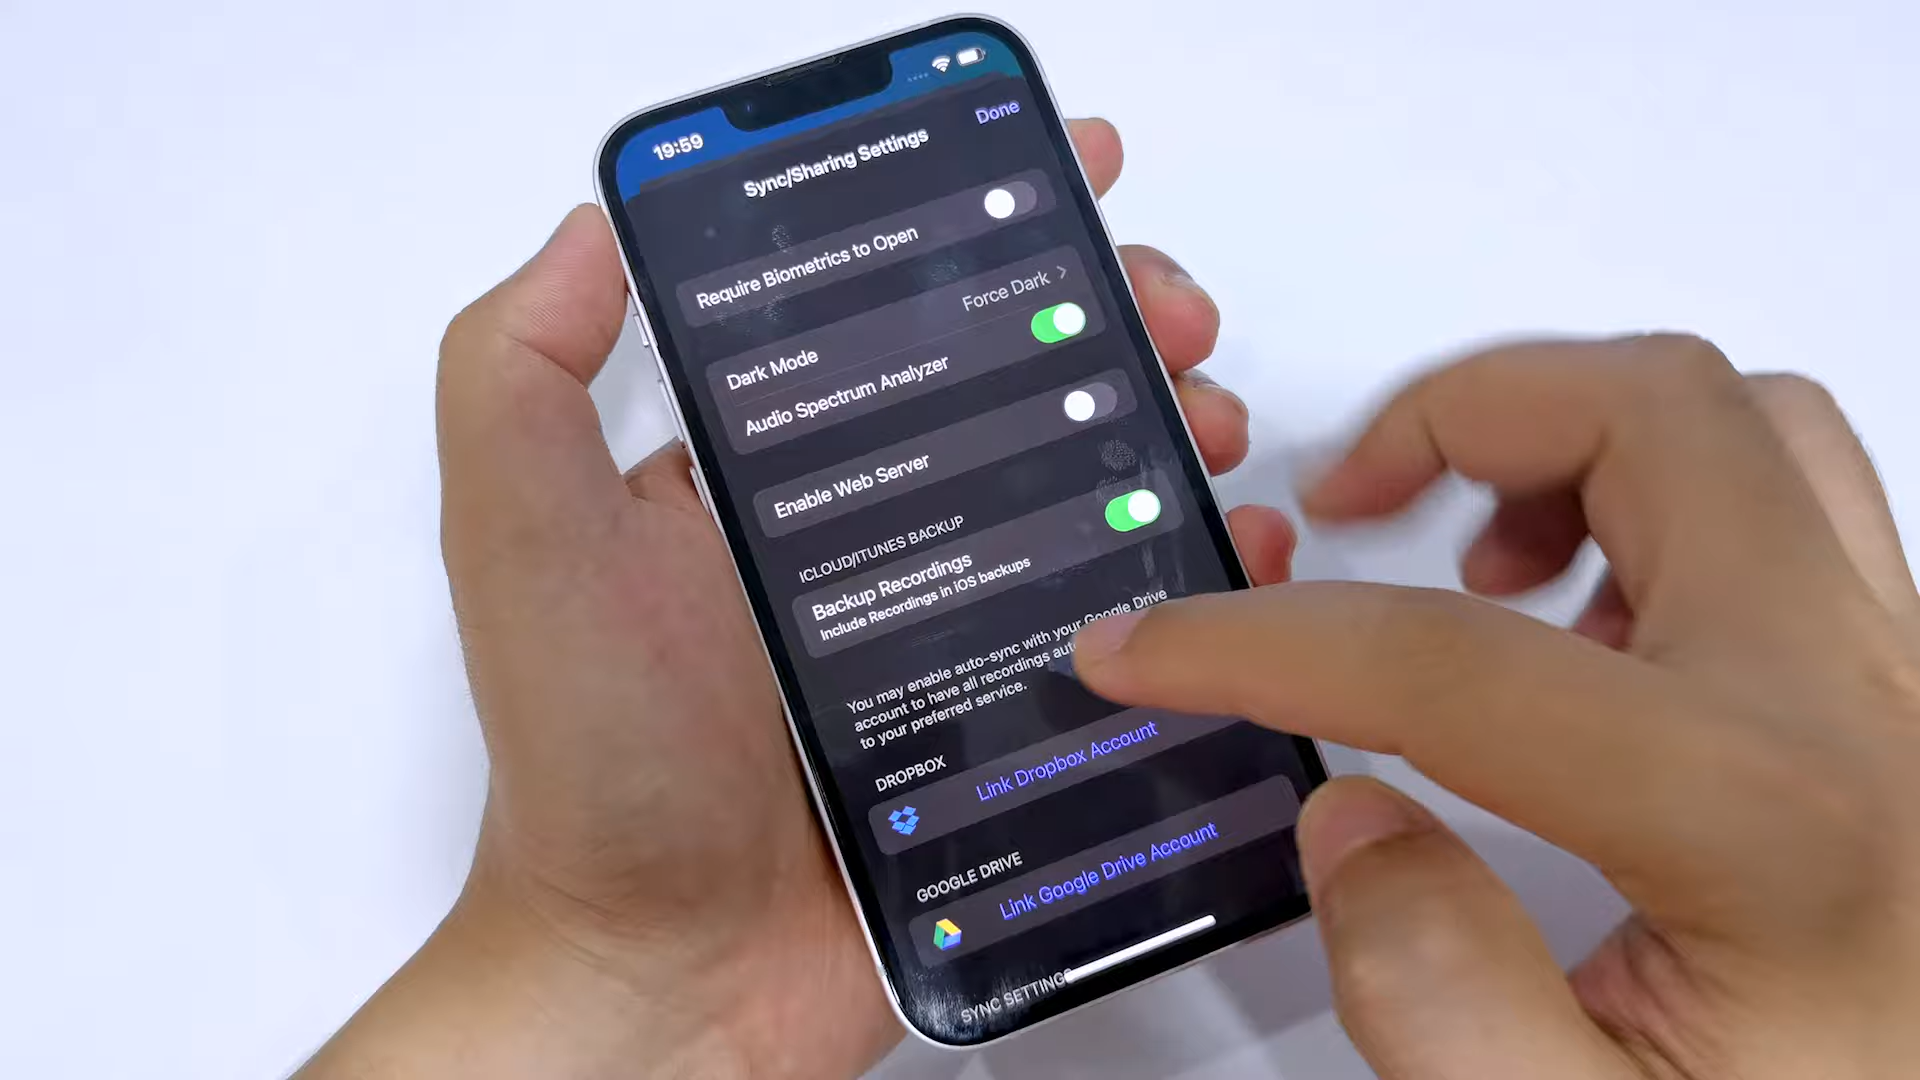 19:59
Sync/Sharing Settings
Done
Require Biometrics to Open
Dark Mode
Force Dark
Audio Spectrum Analyzer
Enable Web Server
ICLOUD/ITUNES BACKUP
Backup Recordings
Include Recordings in iOS backups
You may enable auto-sync with your Google Drive
account to have all recordings
to your preferred service.
DROPBOX
Link Dropbox Account
GOOGLE DRIVE
Link Google Drive Account
SYNC SETTINGS